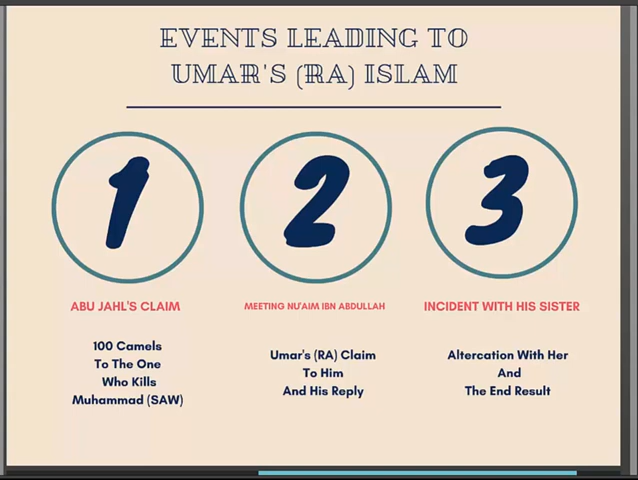 EVENTS LEADING TO
UMAR'S (RA) ISLAM
1
2
3
ABU JAHL'S CLAIM
100 Camels
To The One
Who Kills
Muhammad (SAW)
MEETING NU'AIM IBN ABDULLAH
Umar's (RA) Claim
To Him
And His Reply
INCIDENT WITH HIS SISTER
Altercation With Her
And
The End Result